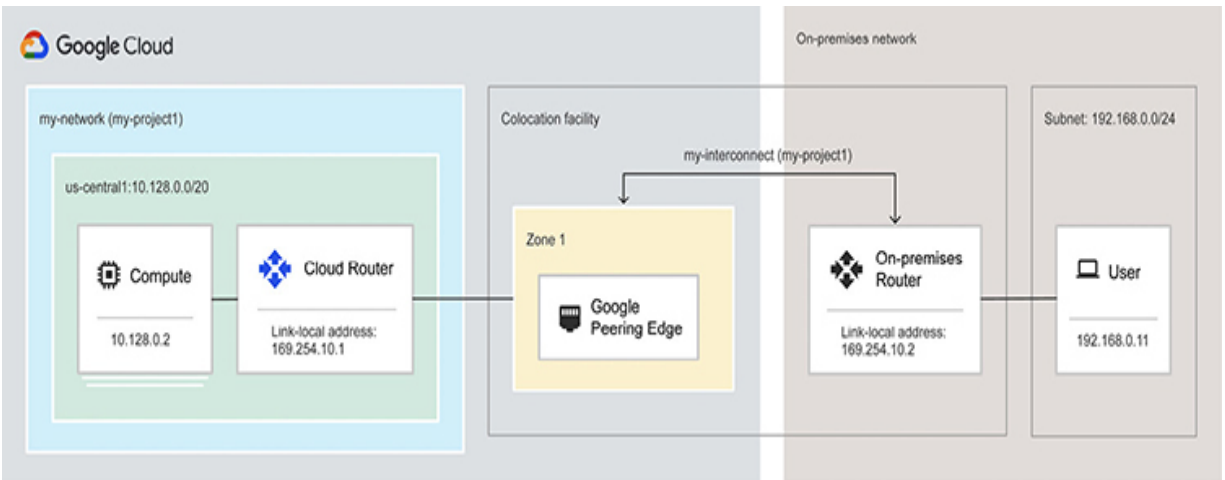 Google Cloud
On-premises network
my-network (my-project1)
Colocation facility
Subnet: 192.168.0.0/24
my-interconnect (my-project1)
us-central1:10.128.0.0/20
Zone 1
Compute
10.128.0.2
Cloud Router
Link-local address:
169.254.10.1
Google
Peering Edge
On-premises
Router
Link-local address:
169.254.10.2
User
192.168.0.11